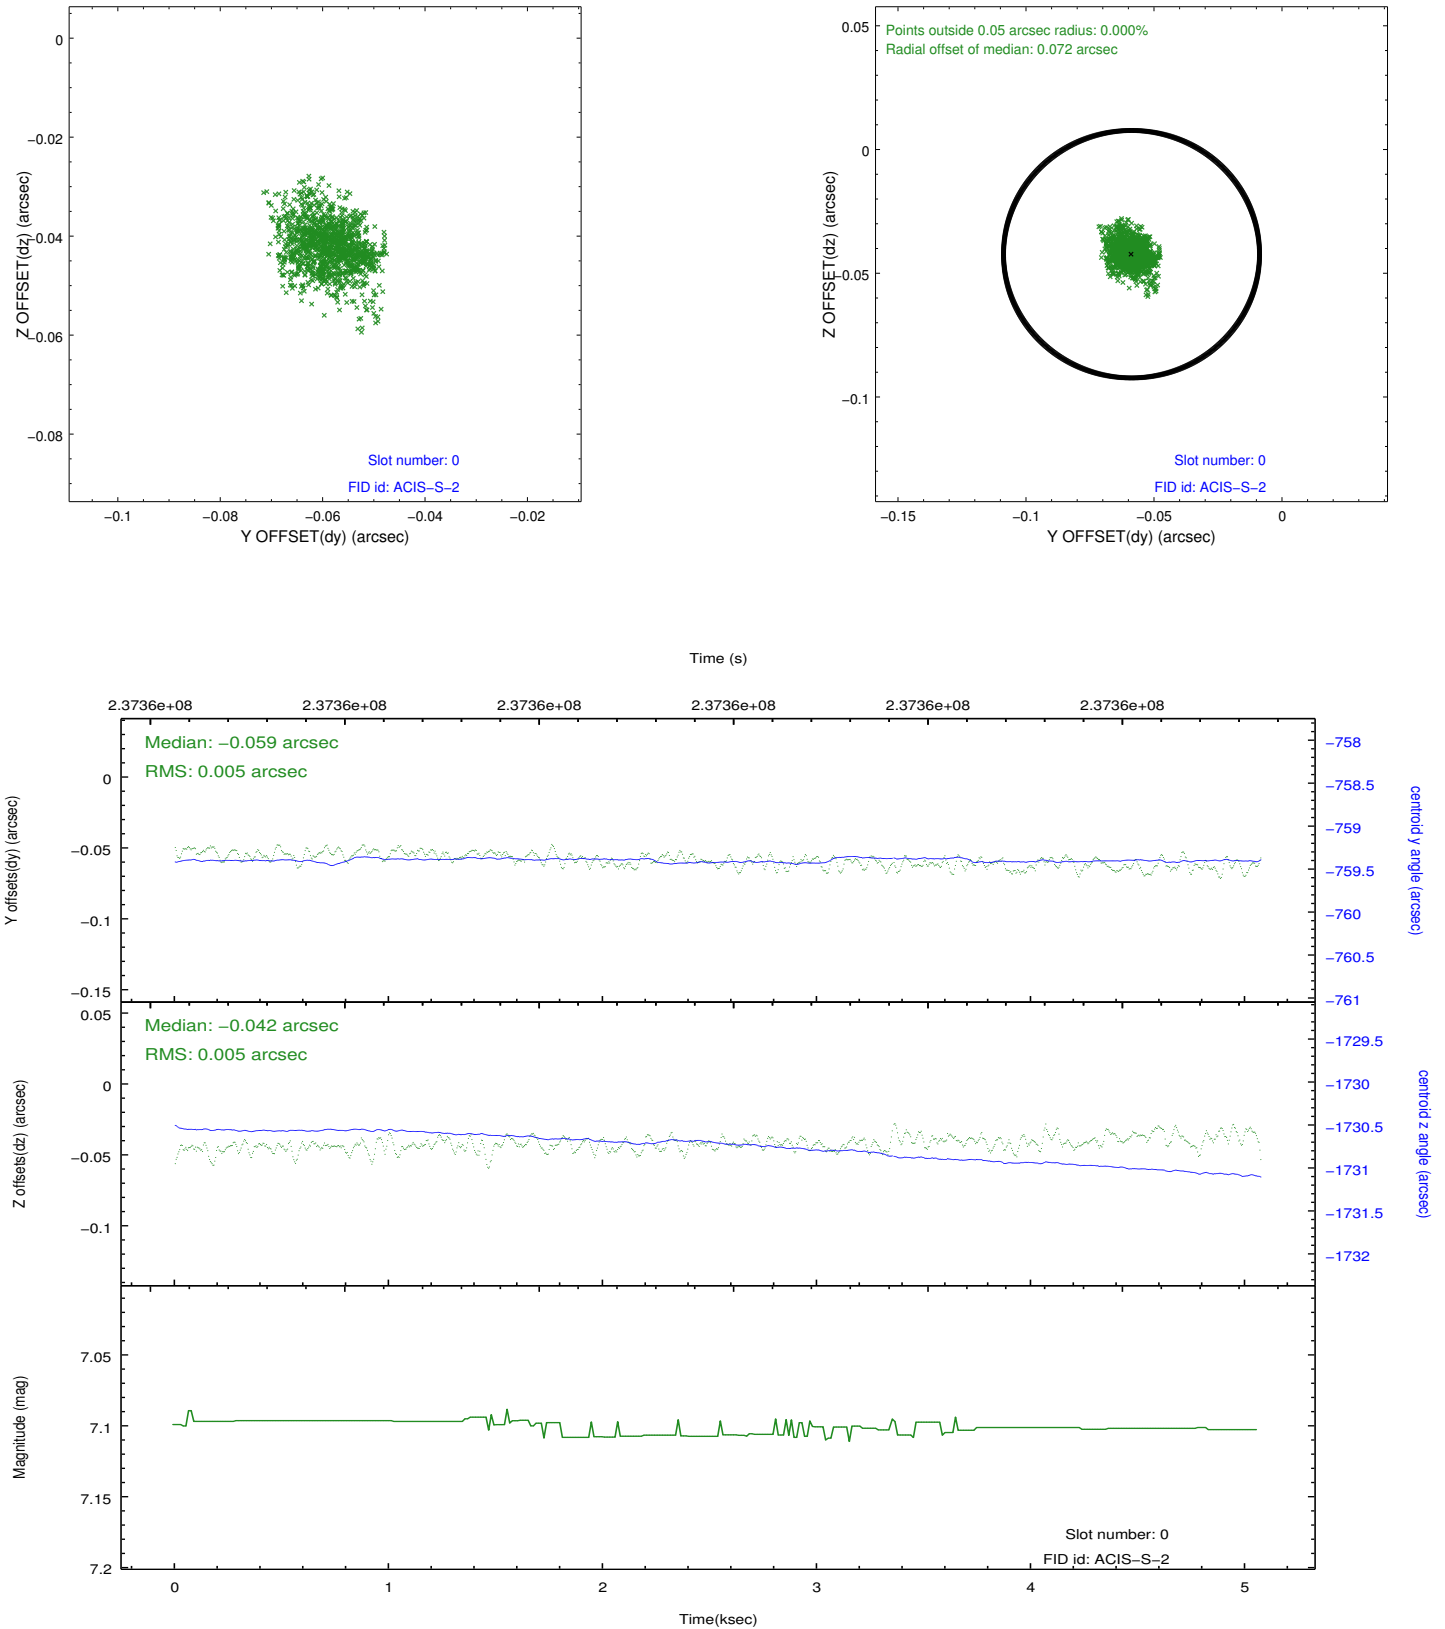 0
−0.02
−0.04
−0.06
−0.08
Z OFFSET(dz) (arcsec)
Slot number: 0
FID id: ACIS−S−2
−0.1
−0.08
−0.06
−0.04
−0.02
Y OFFSET(dy) (arcsec)
Points outside 0.05 arcsec radius: 0.000%
Radial offset of median: 0.072 arcsec
0.05
0
−0.05
−0.1
Z OFFSET(dz) (arcsec)
Slot number: 0
FID id: ACIS−S−2
−0.15
−0.1
−0.05
0
Y OFFSET(dy) (arcsec)
Time (s)
2.3736e+08
2.3736e+08
2.3736e+08
2.3736e+08
2.3736e+08
2.3736e+08
Median: −0.059 arcsec
RMS: 0.005 arcsec
0
−0.05
−0.1
−0.15
Y offsets(dy) (arcsec)
−758
−758.5
−759
−759.5
−760
−760.5
−761
centroid y angle (arcsec)
Median: −0.042 arcsec
RMS: 0.005 arcsec
0.05
0
−0.05
−0.1
Z offsets(dz) (arcsec)
−1729.5
−1730
−1730.5
−1731
−1731.5
−1732
centroid z angle (arcsec)
7.05
7.1
7.15
7.2
Magnitude (mag)
Slot number: 0
FID id: ACIS−S−2
0
1
2
3
4
5
Time(ksec)